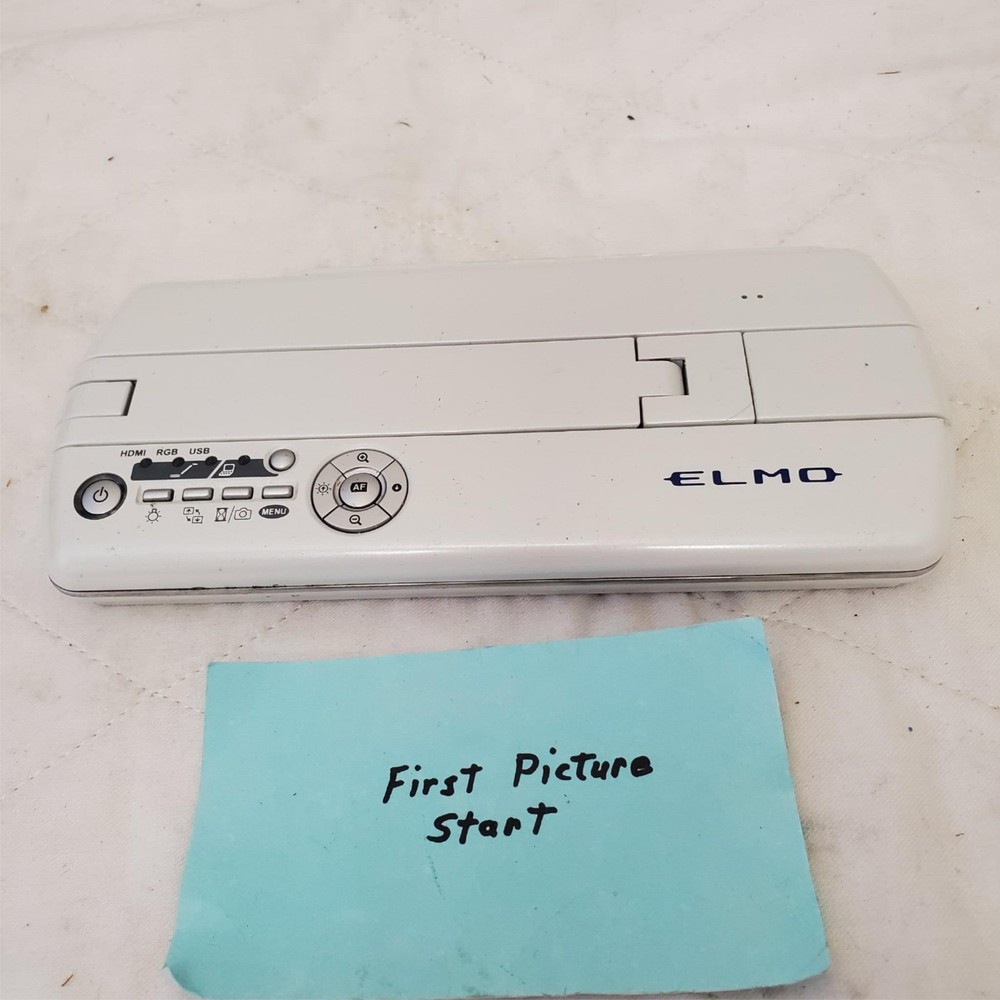 HDMI RGB USB
AF
MENU
ELMO
First Picture
Start